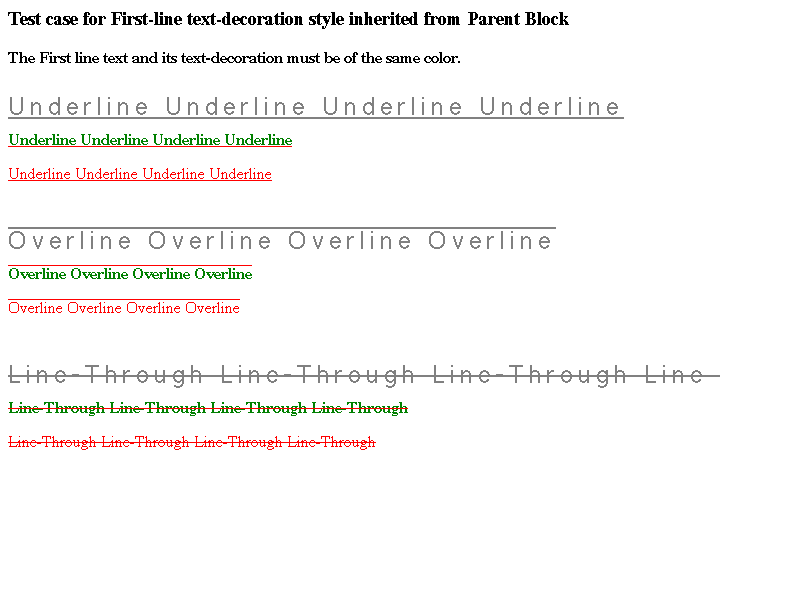 Test case for First-line text-decoration style inherited from Parent Block
The First line text and its text-decoration must be of the same color.
Underline Underline Underline Underline
Underline Underline Underline Underline
Underline Underline Underline Underline
Overline Overline Overline Overline
Overline Overline Overline Overline
Overline Overline Overline Overline
Line-Through Line-Through Line-Through Line-
Line-Through Line-Through Line-Through Line-Through
Line-Through Line-Through Line-Through Line-Through